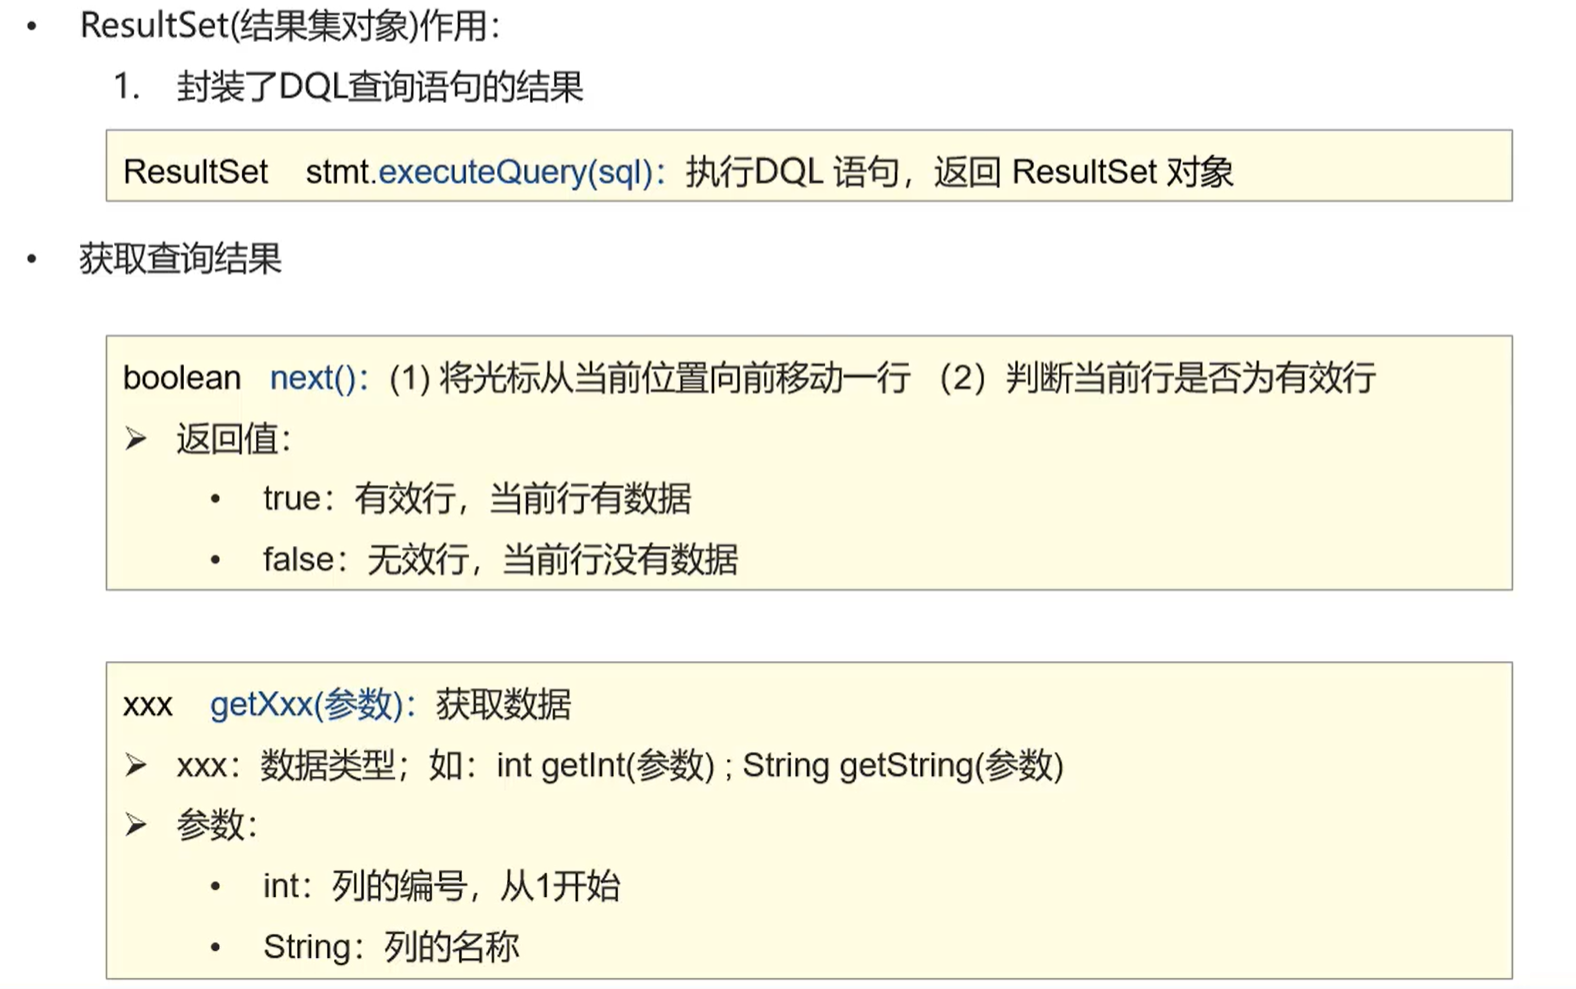 • ResultSet(结果集对象)作用：
1. 封装了DQL查询语句的结果
ResultSet stmt.executeQuery(sql)：执行DQL 语句，返回 ResultSet 对象
• 获取查询结果
boolean next()：(1) 将光标从当前位置向前移动一行 （2）判断当前行是否为有效行
➢ 返回值：
• true：有效行，当前行有数据
• false：无效行，当前行没有数据
xxx getXxx(参数)：获取数据
➢ xxx：数据类型；如：int getInt(参数) ; String getString(参数)
➢ 参数：
• int：列的编号，从1开始
• String：列的名称